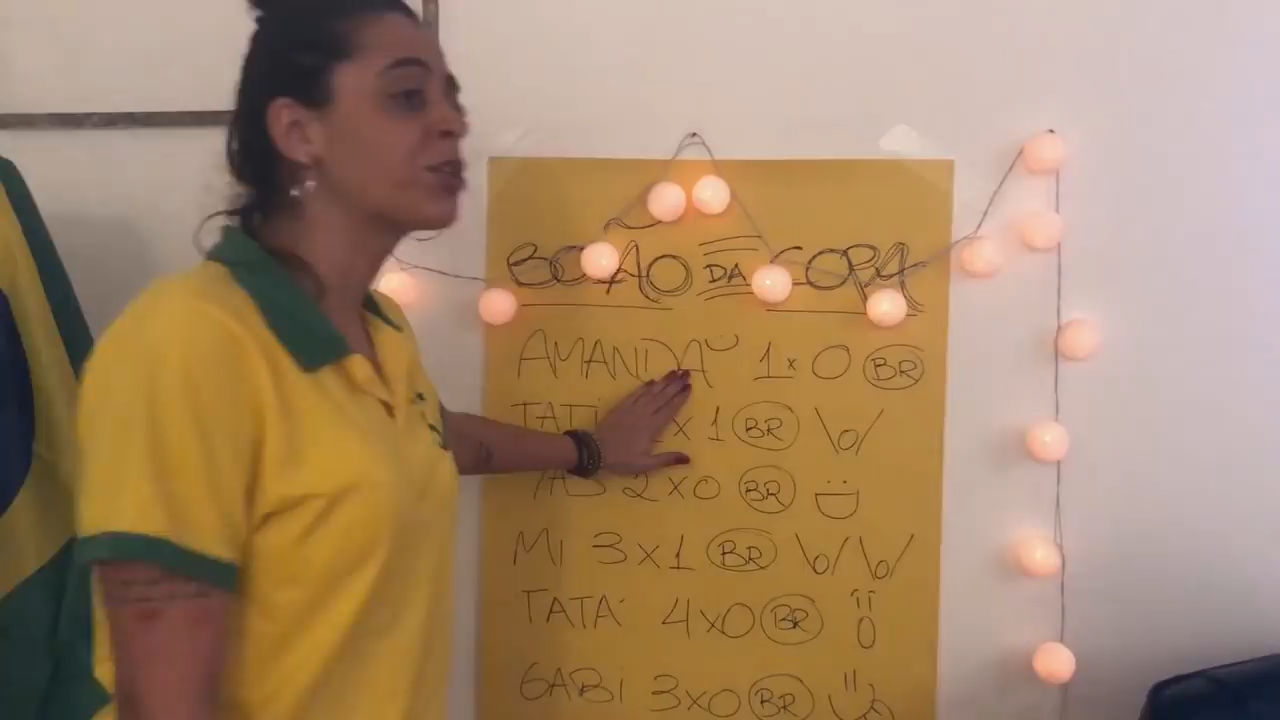 BOLÃO DA COPA
AMANDA 1x0 BR
TATI x 1 BR \o/
2x0 BR
MI 3x1 BR \o/\o/
TATÁ 4x0 BR
GABI 3x0 BR